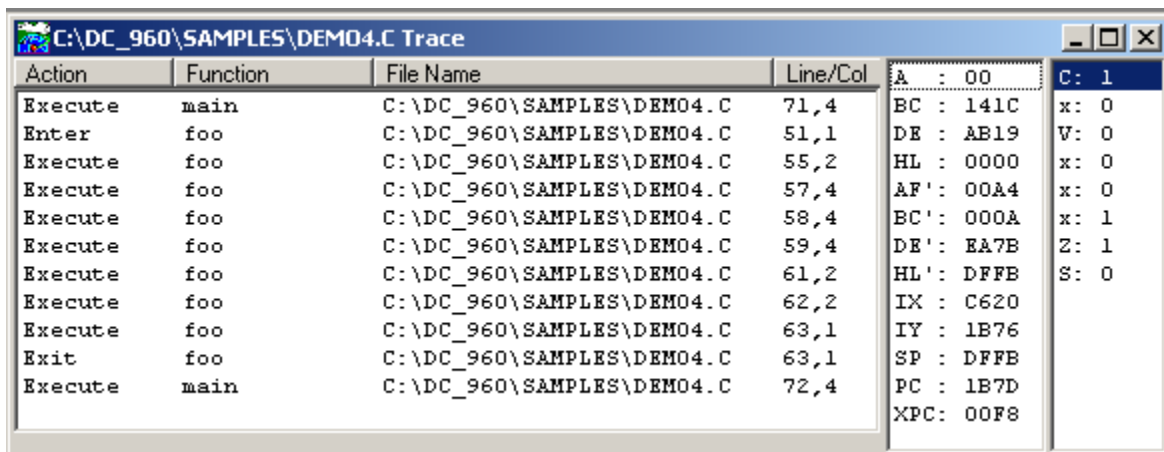 C:\DC_960\SAMPLES\DEMO4.C Trace
Action Function File Name Line/Col
Execute main C:\DC_960\SAMPLES\DEMO4.C 71,4
Enter foo C:\DC_960\SAMPLES\DEMO4.C 51,1
Execute foo C:\DC_960\SAMPLES\DEMO4.C 55,2
Execute foo C:\DC_960\SAMPLES\DEMO4.C 57,4
Execute foo C:\DC_960\SAMPLES\DEMO4.C 58,4
Execute foo C:\DC_960\SAMPLES\DEMO4.C 59,4
Execute foo C:\DC_960\SAMPLES\DEMO4.C 61,2
Execute foo C:\DC_960\SAMPLES\DEMO4.C 62,2
Execute foo C:\DC_960\SAMPLES\DEMO4.C 63,1
Exit foo C:\DC_960\SAMPLES\DEMO4.C 63,1
Execute main C:\DC_960\SAMPLES\DEMO4.C 72,4
A : 00
BC : 141C
DE : AB19
HL : 0000
AF': 00A4
BC': 000A
DE': EA7B
HL': DFFB
IX : C620
IY : 1B76
SP : DFFB
PC : 1B7D
XPC: 00F8
C: 1
x: 0
V: 0
x: 0
x: 0
x: 1
Z: 1
S: 0